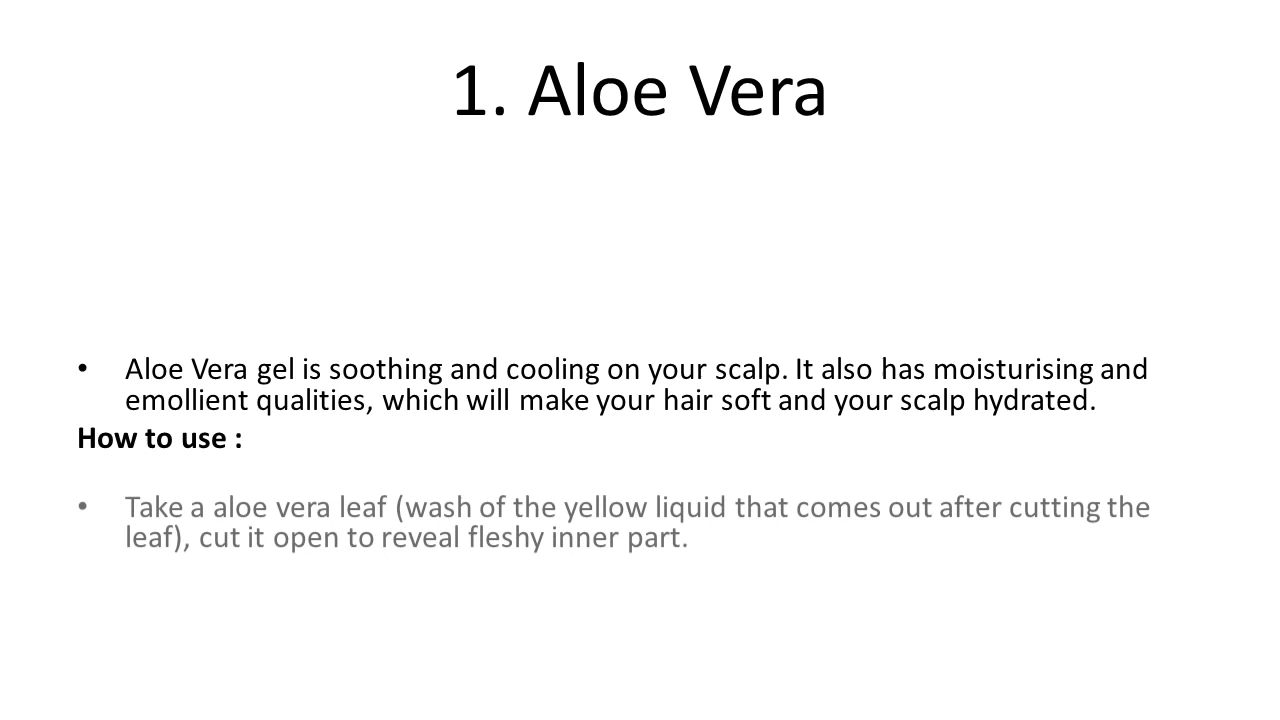 1. Aloe Vera
• Aloe Vera gel is soothing and cooling on your scalp. It also has moisturising and
emollient qualities, which will make your hair soft and your scalp hydrated.
How to use :
• Take a aloe vera leaf (wash of the yellow liquid that comes out after cutting the
leaf), cut it open to reveal fleshy inner part.